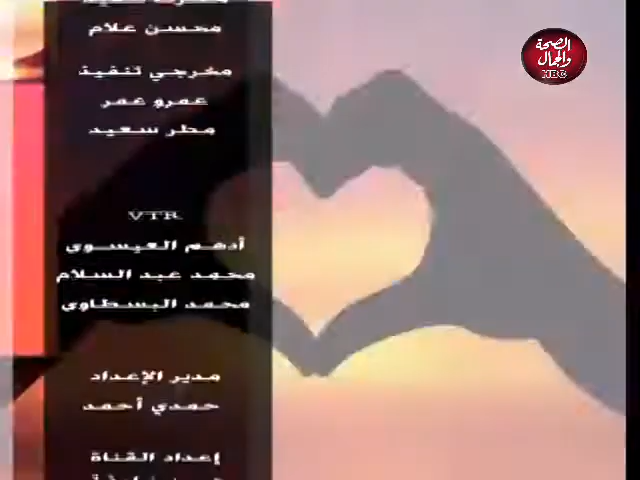 محسن علام
مخرجي تنفيذ
عمرو عمر
مطر سعيد
VTR
أدهم العيسوى
محمد عبد السلام
محمد البسطاوى
مدير الإعداد
حمدي أحمد
إعداد القناة
الصحة
والجمال
HBC